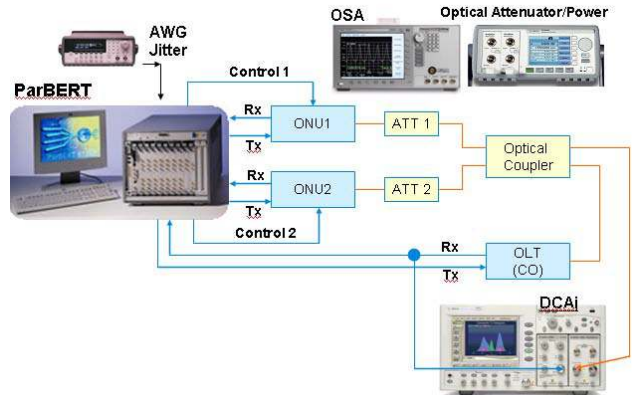 OSA
Optical Attenuator/Power
AWG
Jitter
ParBERT
Control 1
Rx
ONU1
ATT 1
Tx
Optical
Coupler
Rx
ONU2
ATT 2
Tx
Control 2
Rx
OLT
(CO)
Tx
DCAi